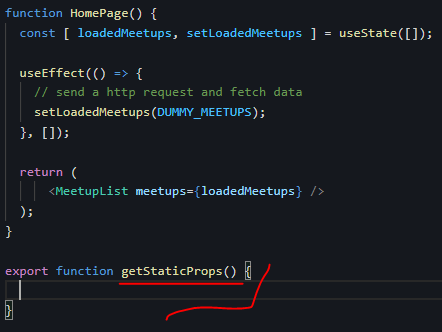 function HomePage() {
const [ loadedMeetups, setLoadedMeetups ] = useState([]);
useEffect(() => {
// send a http request and fetch data
setLoadedMeetups(DUMMY_MEETUPS);
}, []);
return (
<MeetupList meetups={loadedMeetups} />
);
}
export function getStaticProps() {
}